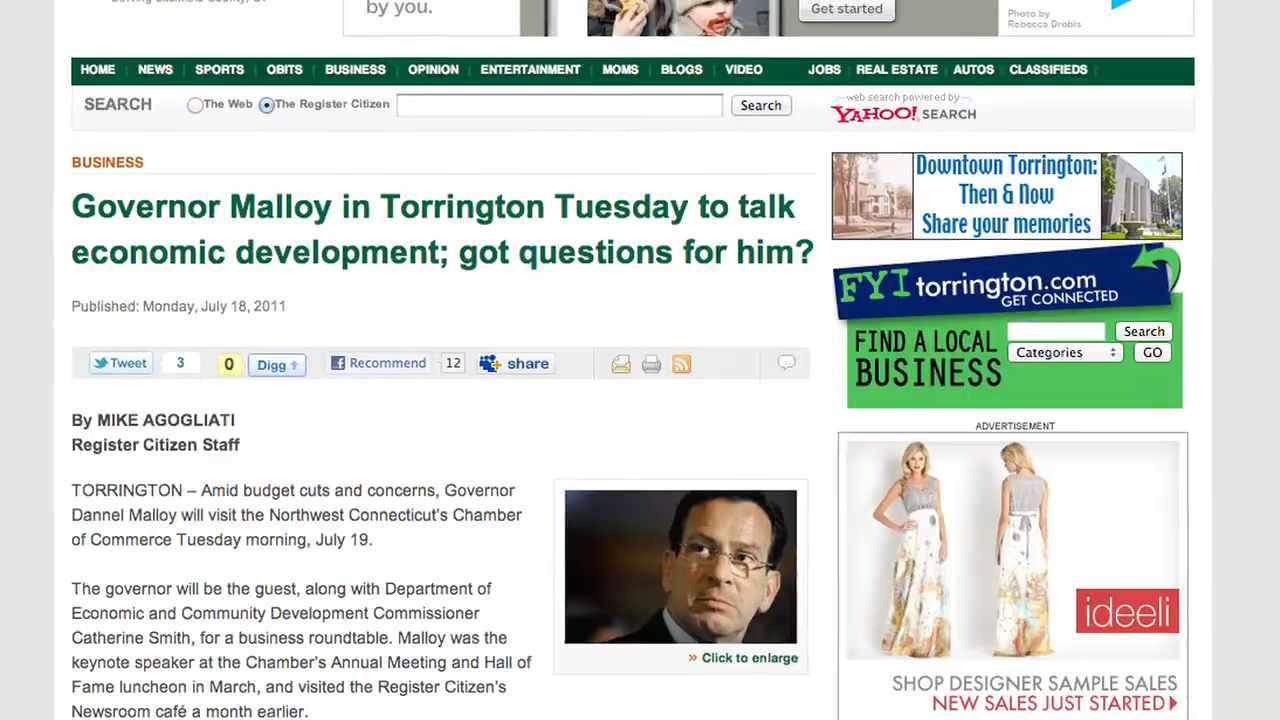 by you.
Get started
Photo by
Rebecca Drobis
HOME NEWS SPORTS OBITS BUSINESS OPINION ENTERTAINMENT MOMS BLOGS VIDEO JOBS REAL ESTATE AUTOS CLASSIFIEDS
SEARCH The Web The Register Citizen Search
web search powered by
YAHOO! SEARCH
BUSINESS
Governor Malloy in Torrington Tuesday to talk
economic development; got questions for him?
Published: Monday, July 18, 2011
Tweet 3 0 Digg Recommend 12 share
By MIKE AGOGLIATI
Register Citizen Staff
TORRINGTON – Amid budget cuts and concerns, Governor
Dannel Malloy will visit the Northwest Connecticut's Chamber
of Commerce Tuesday morning, July 19.
The governor will be the guest, along with Department of
Economic and Community Development Commissioner
Catherine Smith, for a business roundtable. Malloy was the
keynote speaker at the Chamber's Annual Meeting and Hall of
Fame luncheon in March, and visited the Register Citizen's
Newsroom café a month earlier.
» Click to enlarge
Downtown Torrington:
Then & Now
Share your memories
FYI torrington.com
GET CONNECTED
FIND A LOCAL
BUSINESS
Search
Categories GO
ADVERTISEMENT
ideeli
SHOP DESIGNER SAMPLE SALES
NEW SALES JUST STARTED